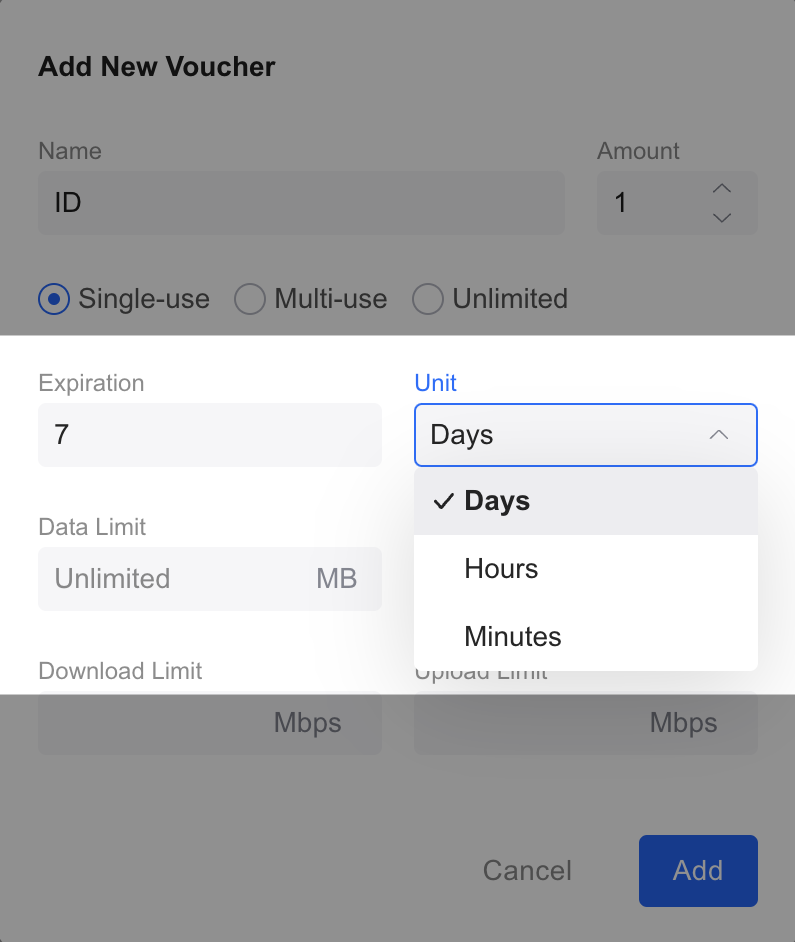 Add New Voucher
Name Amount
ID 1
Single-use Multi-use Unlimited
Expiration Unit
7 Days
Days
Data Limit
Hours
Unlimited MB
Minutes
Download Limit Upload Limit
Mbps Mbps
Cancel Add